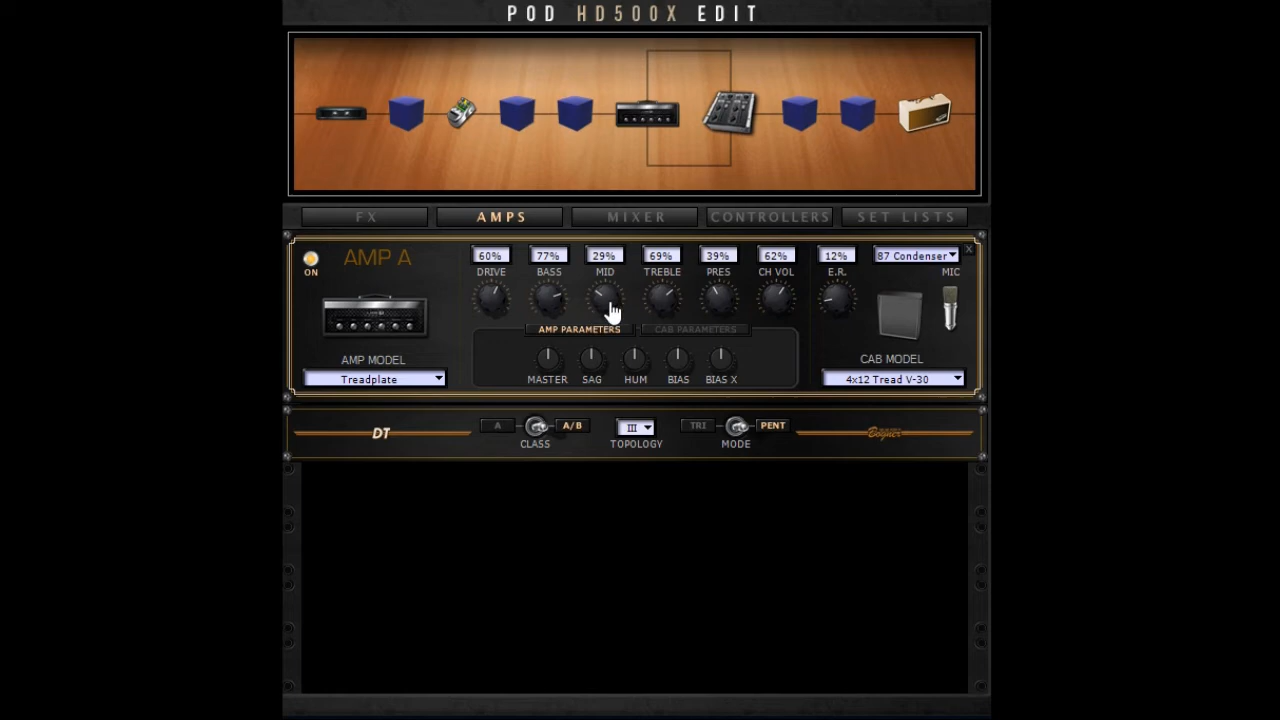 POD HD500X EDIT
FX AMPS MIXER CONTROLLERS SET LISTS
AMP A
ON
60% 77% 29% 69% 39% 62% 12% 87 Condenser X
DRIVE BASS MID TREBLE PRES CH VOL E.R. MIC
AMP PARAMETERS CAB PARAMETERS
AMP MODEL CAB MODEL
Treadplate 4x12 Tread V-30
MASTER SAG HUM BIAS BIAS X
DT A A/B III TRI PENT Bogner
CLASS TOPOLOGY MODE